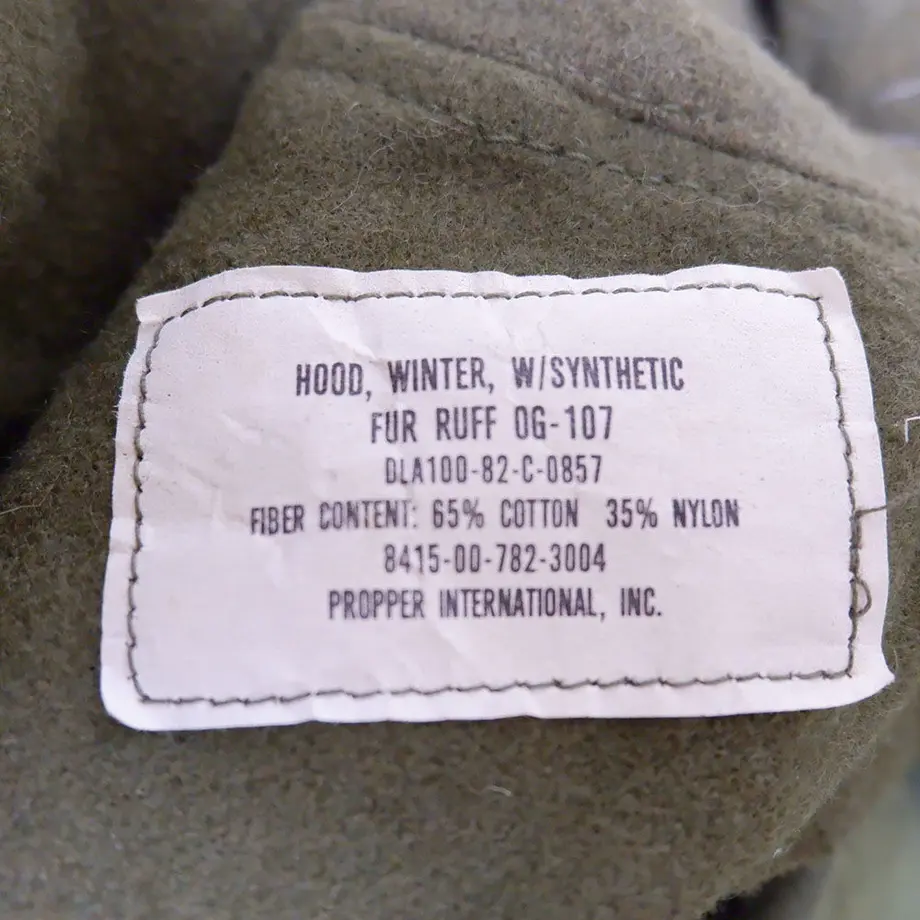 HOOD, WINTER, W/SYNTHETIC
FUR RUFF OG-107
DLA100-82-C-0857
FIBER CONTENT: 65% COTTON 35% NYLON
8415-00-782-3004
PROPPER INTERNATIONAL, INC.